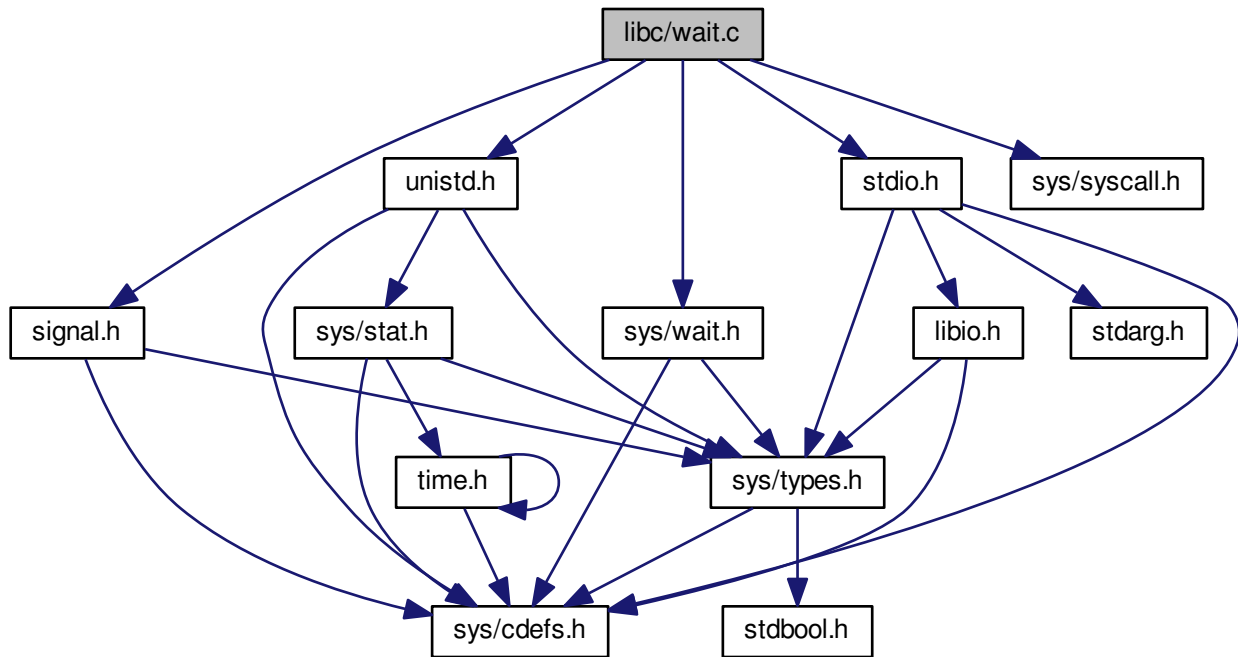 libc/wait.c
unistd.h
stdio.h
sys/syscall.h
signal.h
sys/stat.h
sys/wait.h
libio.h
stdarg.h
time.h
sys/types.h
sys/cdefs.h
stdbool.h